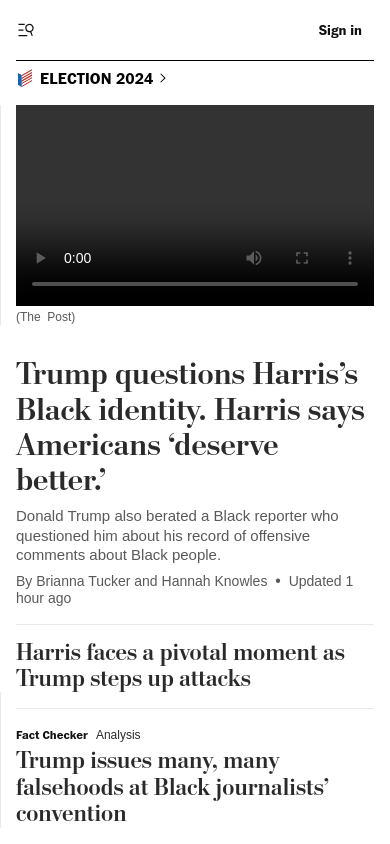 Sign in
ELECTION 2024
0:00
(The Post)
Trump questions Harris’s
Black identity. Harris says
Americans ‘deserve
better.’
Donald Trump also berated a Black reporter who
questioned him about his record of offensive
comments about Black people.
By Brianna Tucker and Hannah Knowles • Updated 1
hour ago
Harris faces a pivotal moment as
Trump steps up attacks
Fact Checker Analysis
Trump issues many, many
falsehoods at Black journalists’
convention